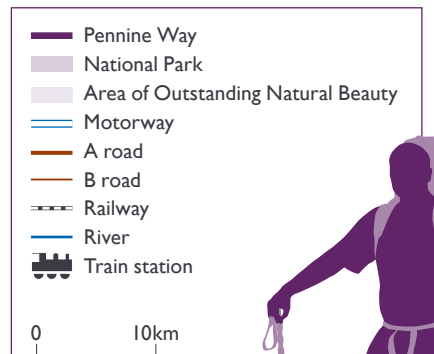 Pennine Way
National Park
Area of Outstanding Natural Beauty
Motorway
A road
B road
Railway
River
Train station
0 10km